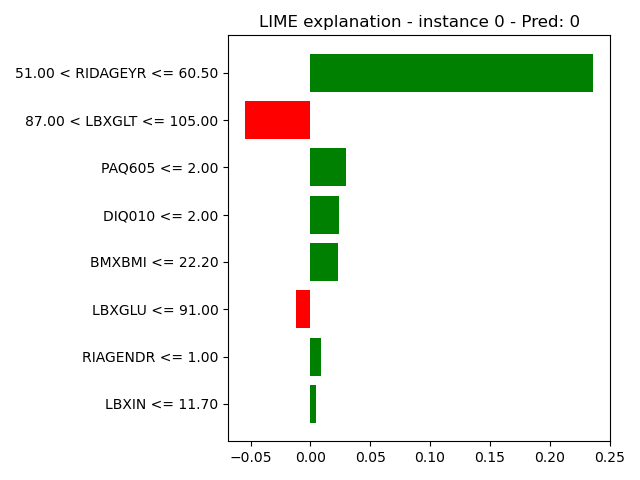 LIME explanation - instance 0 - Pred: 0
51.00 < RIDAGEYR <= 60.50
87.00 < LBXGLT <= 105.00
PAQ605 <= 2.00
DIQ010 <= 2.00
BMXBMI <= 22.20
LBXGLU <= 91.00
RIAGENDR <= 1.00
LBXIN <= 11.70
−0.05 0.00 0.05 0.10 0.15 0.20 0.25